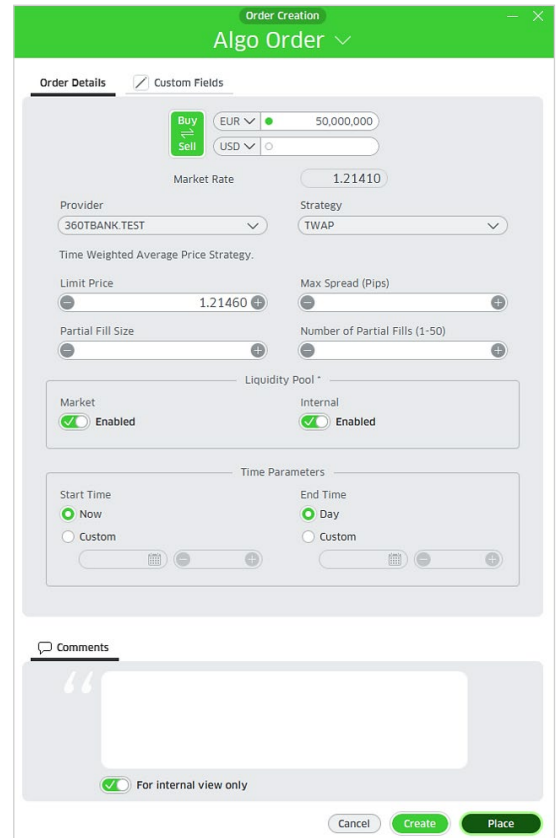 Order Creation
Algo Order
Order Details Custom Fields
Buy EUR 50,000,000
Sell USD
Market Rate 1.21410
Provider Strategy
360TBANK.TEST TWAP
Time Weighted Average Price Strategy.
Limit Price Max Spread (Pips)
1.21460
Partial Fill Size Number of Partial Fills (1-50)
Liquidity Pool *
Market Internal
Enabled Enabled
Time Parameters
Start Time End Time
Now Day
Custom Custom
Comments
“
For internal view only
Cancel Create Place